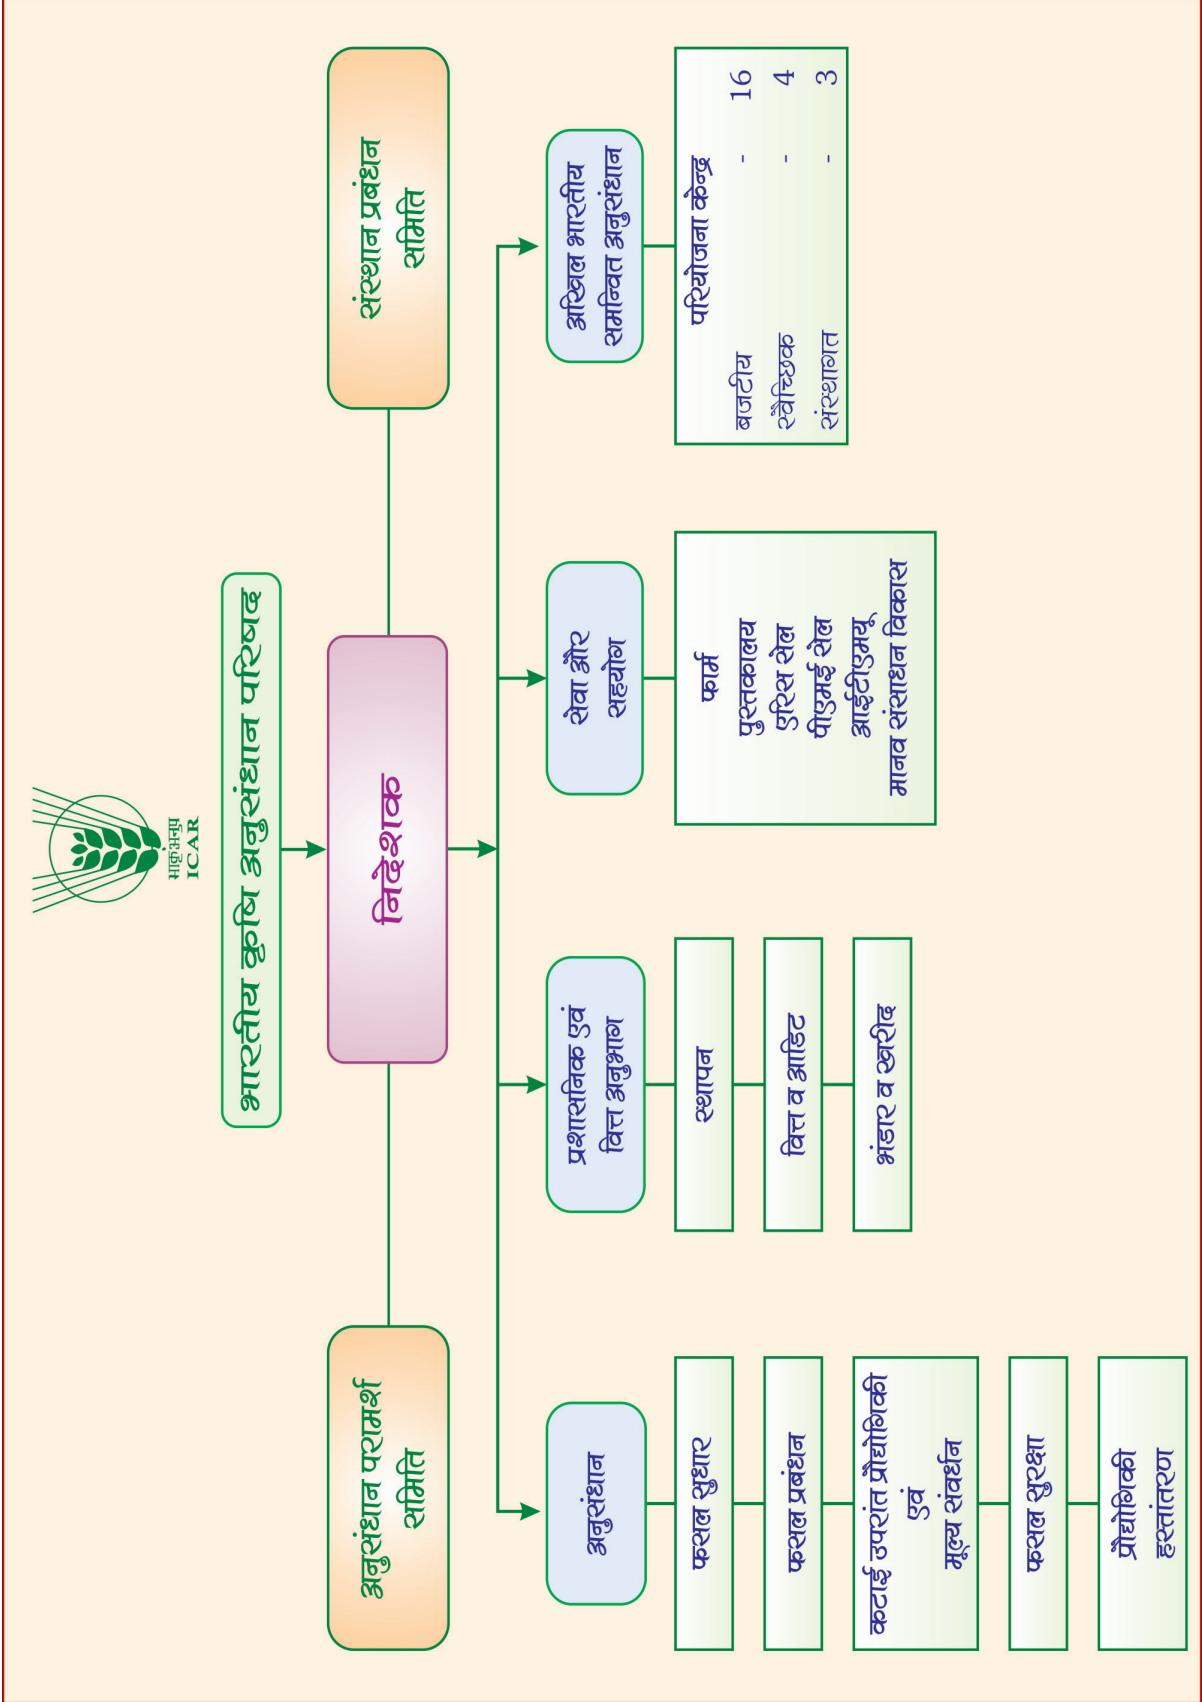 भाकृअनुप
ICAR
भारतीय कृषि अनुसंधान परिषद
अनुसंधान परामर्श
समिति
निदेशक
संस्थान प्रबंधन
समिति
अनुसंधान
फसल सुधार
फसल प्रबंधन
कटाई उपरांत प्रौद्योगिकी
एवं
मूल्य संवर्धन
फसल सुरक्षा
प्रौद्योगिकी
हस्तांतरण
प्रशासनिक एवं
वित्त अनुभाग
स्थापन
वित्त व आडिट
भंडार व खरीद
सेवा और
सहयोग
फार्म
पुस्तकालय
एरिस सेल
पीएमई सेल
आईटीएमयू
मानव संसाधन विकास
अखिल भारतीय
समन्वित अनुसंधान
परियोजना केन्द्र
बजटीय - 16
स्वैच्छिक - 4
संस्थागत - 3